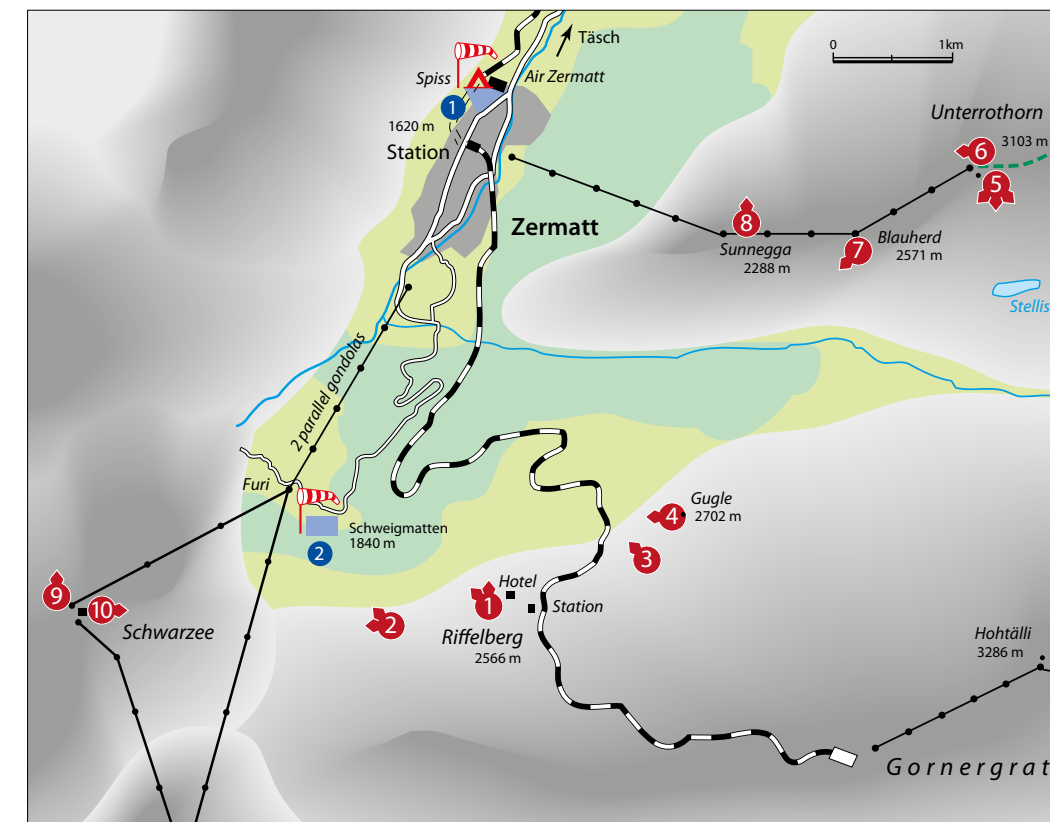 Täsch
0
1km
Spiss
Air Zermatt
1
1620 m
Station
Unterrothorn
3103 m
6
5
Zermatt
8
Sunnegga
2288 m
7
Blauherd
2571 m
Stellis
2 parallel gondolas
Furi
Schweigmatten
1840 m
2
Gugle
2702 m
4
3
9
10
Schwarzee
2
1
Hotel
Station
Riffelberg
2566 m
Hohtälli
3286 m
Gornergrat